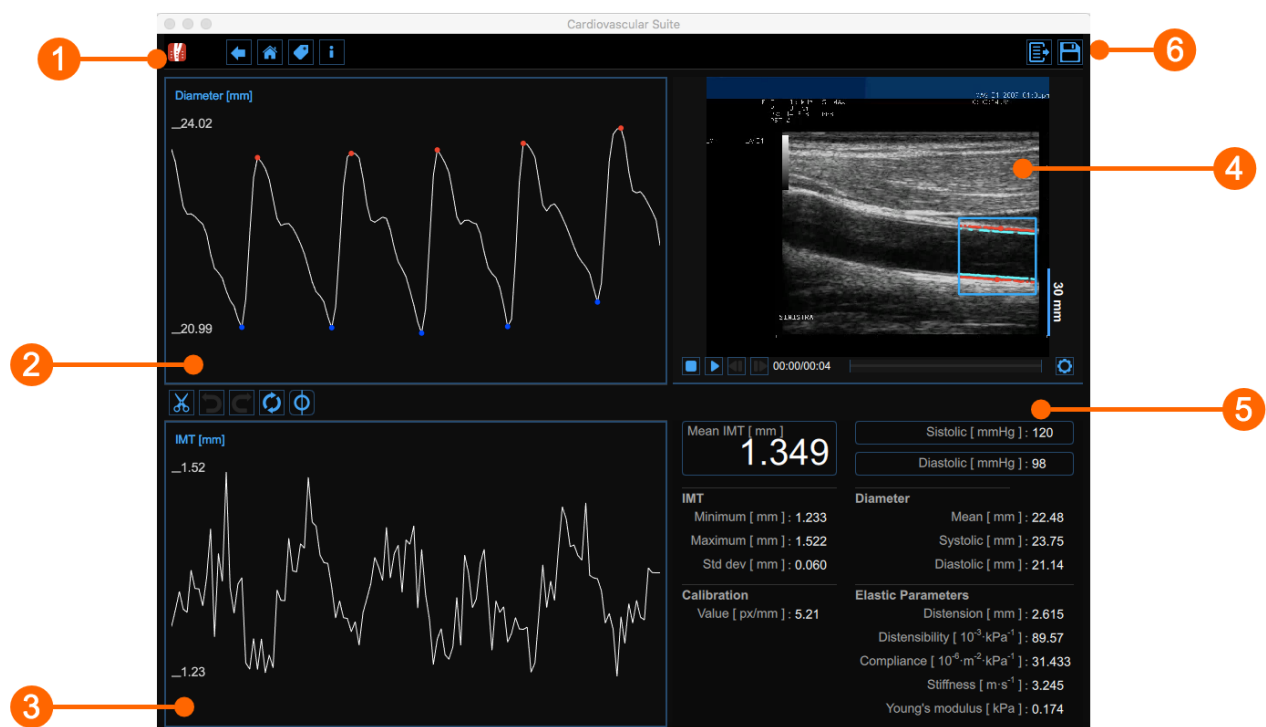 Cardiovascular Suite
1
6
Diameter [mm]
24.02
20.99
2
4
30 mm
SINISTRA
00:00/00:04
5
IMT [mm]
1.52
1.23
3
Mean IMT [ mm ]
1.349
Sistolic [ mmHg ] : 120
Diastolic [ mmHg ] : 98
IMT
Minimum [ mm ] : 1.233
Maximum [ mm ] : 1.522
Std dev [ mm ] : 0.060
Diameter
Mean [ mm ] : 22.48
Systolic [ mm ] : 23.75
Diastolic [ mm ] : 21.14
Calibration
Value [ px/mm ] : 5.21
Elastic Parameters
Distension [ mm ] : 2.615
Distensibility [ 10⁻³·kPa⁻¹ ] : 89.57
Compliance [ 10⁻⁶·m⁻²·kPa⁻¹ ] : 31.433
Stiffness [ m·s⁻¹ ] : 3.245
Young's modulus [ kPa ] : 0.174